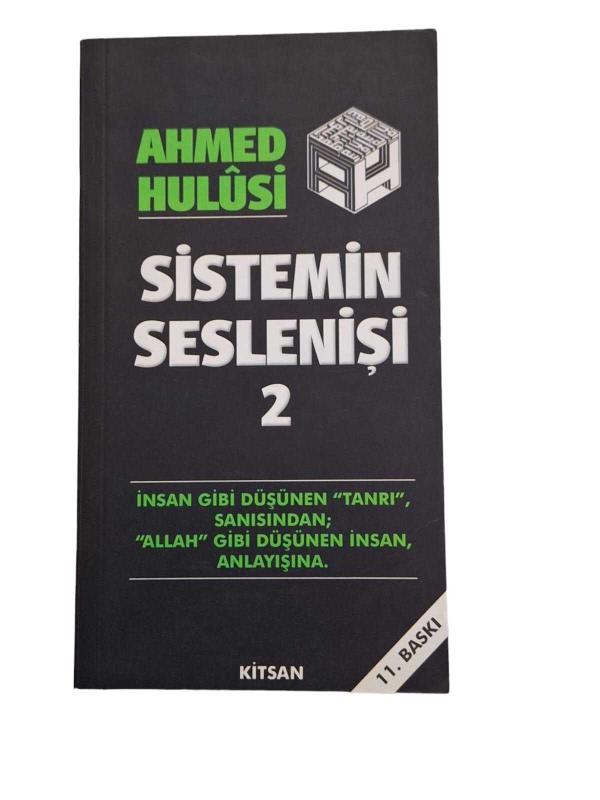 AHMED
HULÛSİ
SİSTEMİN
SESLENİŞİ
2
İNSAN GİBİ DÜŞÜNEN "TANRI",
SANISINDAN;
"ALLAH" GİBİ DÜŞÜNEN İNSAN,
ANLAYIŞINA.
KİTSAN
11. BASKI